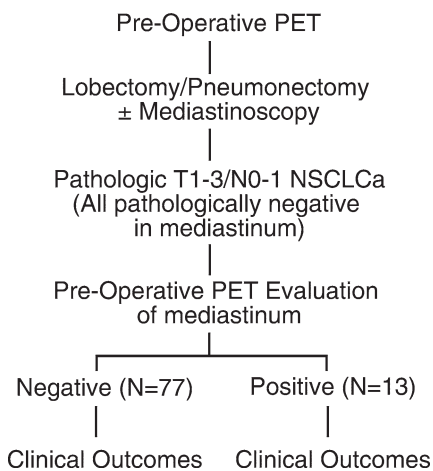 Pre-Operative PET
Lobectomy/Pneumonectomy
± Mediastinoscopy
Pathologic T1-3/N0-1 NSCLCa
(All pathologically negative
in mediastinum)
Pre-Operative PET Evaluation
of mediastinum
Negative (N=77)
Positive (N=13)
Clinical Outcomes
Clinical Outcomes